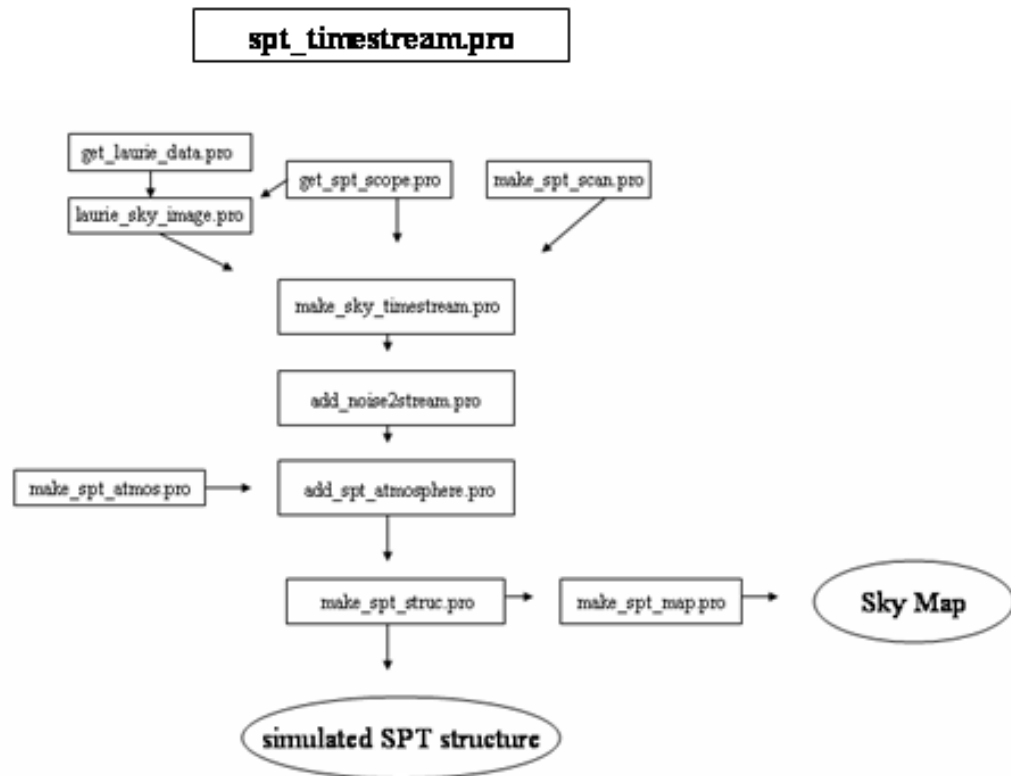 spt_timestream.pro
get_laurie_data.pro
get_spt_scope.pro
make_spt_scan.pro
laurie_sky_image.pro
make_sky_timestream.pro
add_noise2stream.pro
make_spt_atmos.pro
add_spt_atmosphere.pro
make_spt_struc.pro
make_spt_map.pro
Sky Map
simulated SPT structure